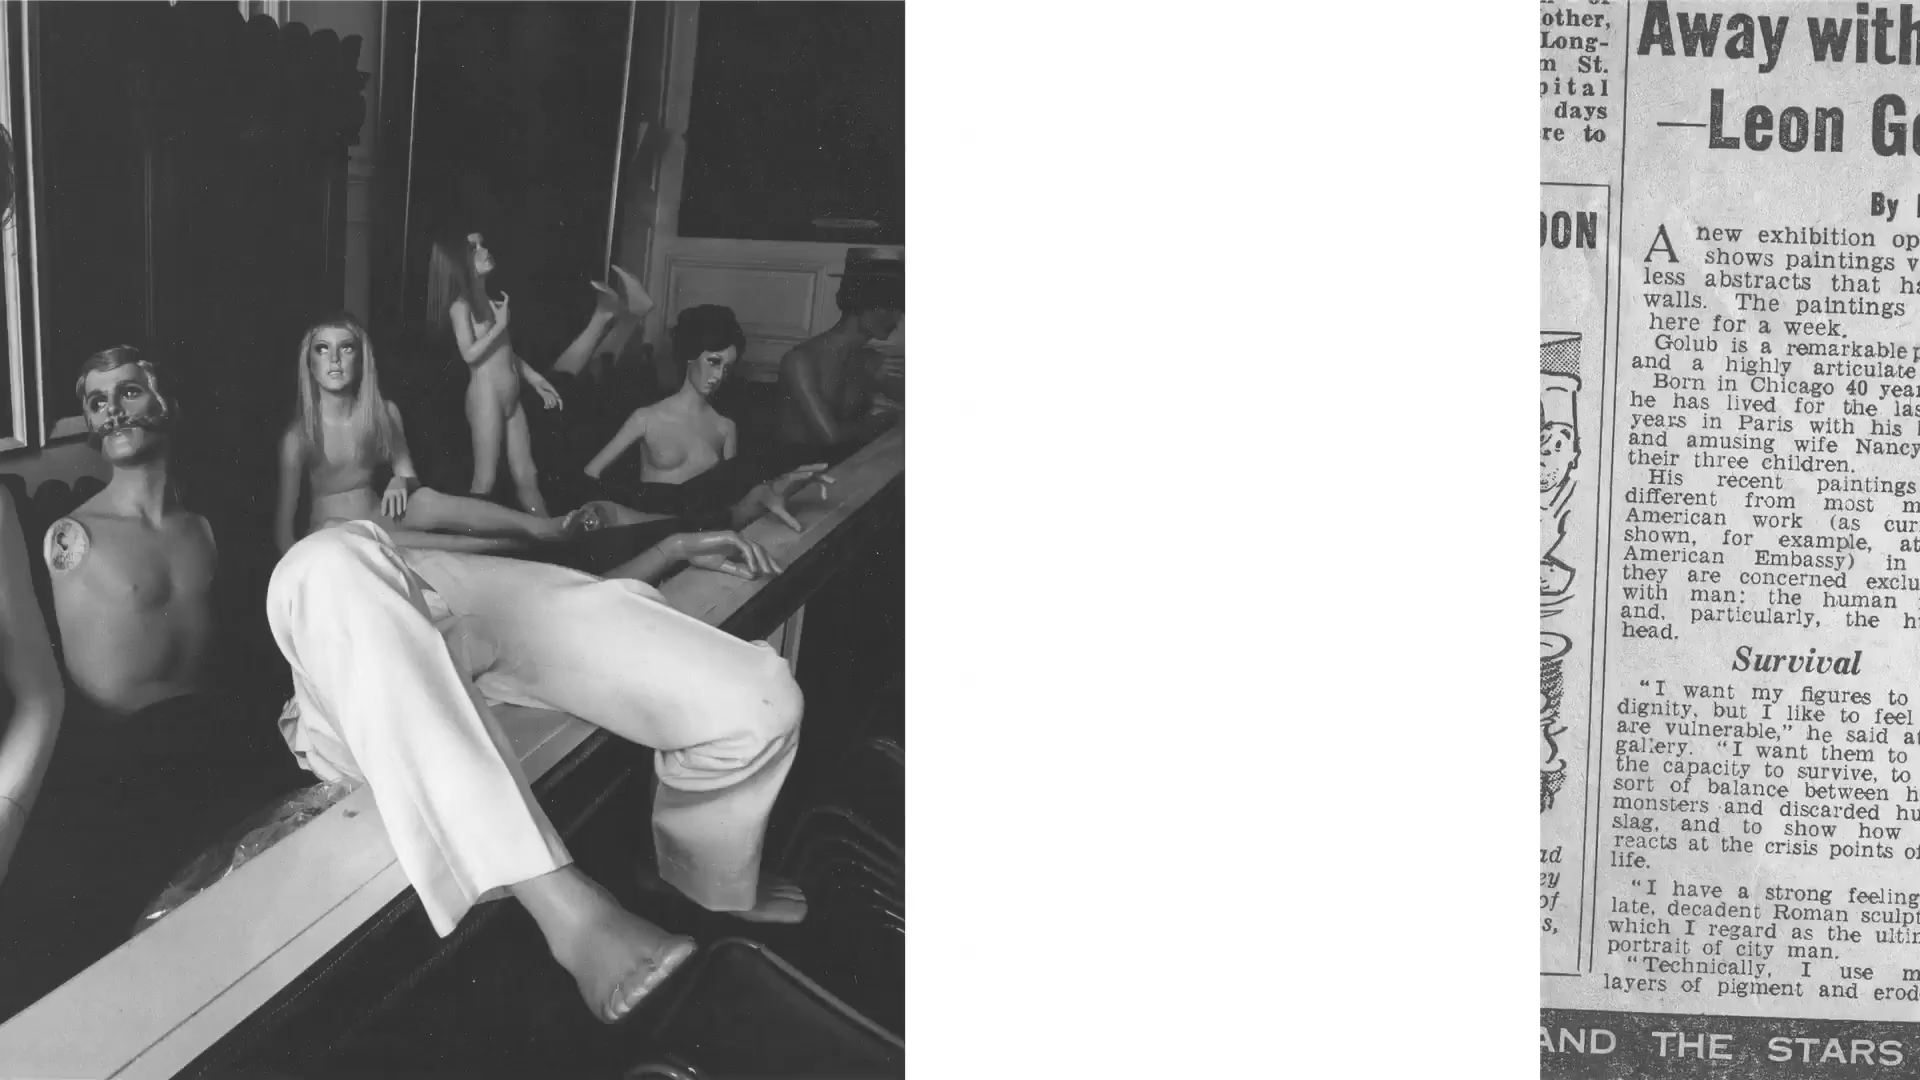 other,
Long-
m St.
pital
days
re to
DON
ad
ey
of
s,
Away with
—Leon Go
By
A new exhibition op
shows paintings v
less abstracts that ha
walls. The paintings
here for a week.
Golub is a remarkable p
and a highly articulate
Born in Chicago 40 year
he has lived for the las
years in Paris with his
and amusing wife Nancy
their three children.
His recent paintings
different from most m
American work (as cur
shown, for example, at
American Embassy) in
they are concerned exclu
with man: the human
and, particularly, the h
head.
Survival
"I want my figures to
dignity, but I like to feel
are vulnerable," he said at
gallery. "I want them to
the capacity to survive, to
sort of balance between h
monsters and discarded hu
slag, and to show how
reacts at the crisis points of
life.
"I have a strong feeling
late, decadent Roman sculpt
which I regard as the ultim
portrait of city man.
"Technically, I use m
layers of pigment and erod
AND THE STARS